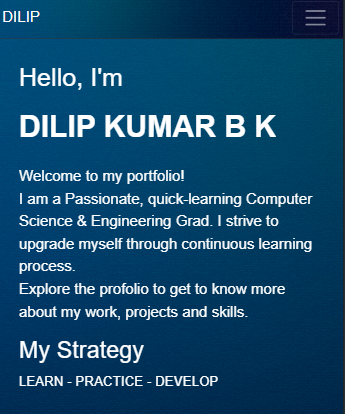 DILIP
Hello, I'm
DILIP KUMAR B K
Welcome to my portfolio!
I am a Passionate, quick-learning Computer
Science & Engineering Grad. I strive to
upgrade myself through continuous learning
process.
Explore the profolio to get to know more
about my work, projects and skills.
My Strategy
LEARN - PRACTICE - DEVELOP